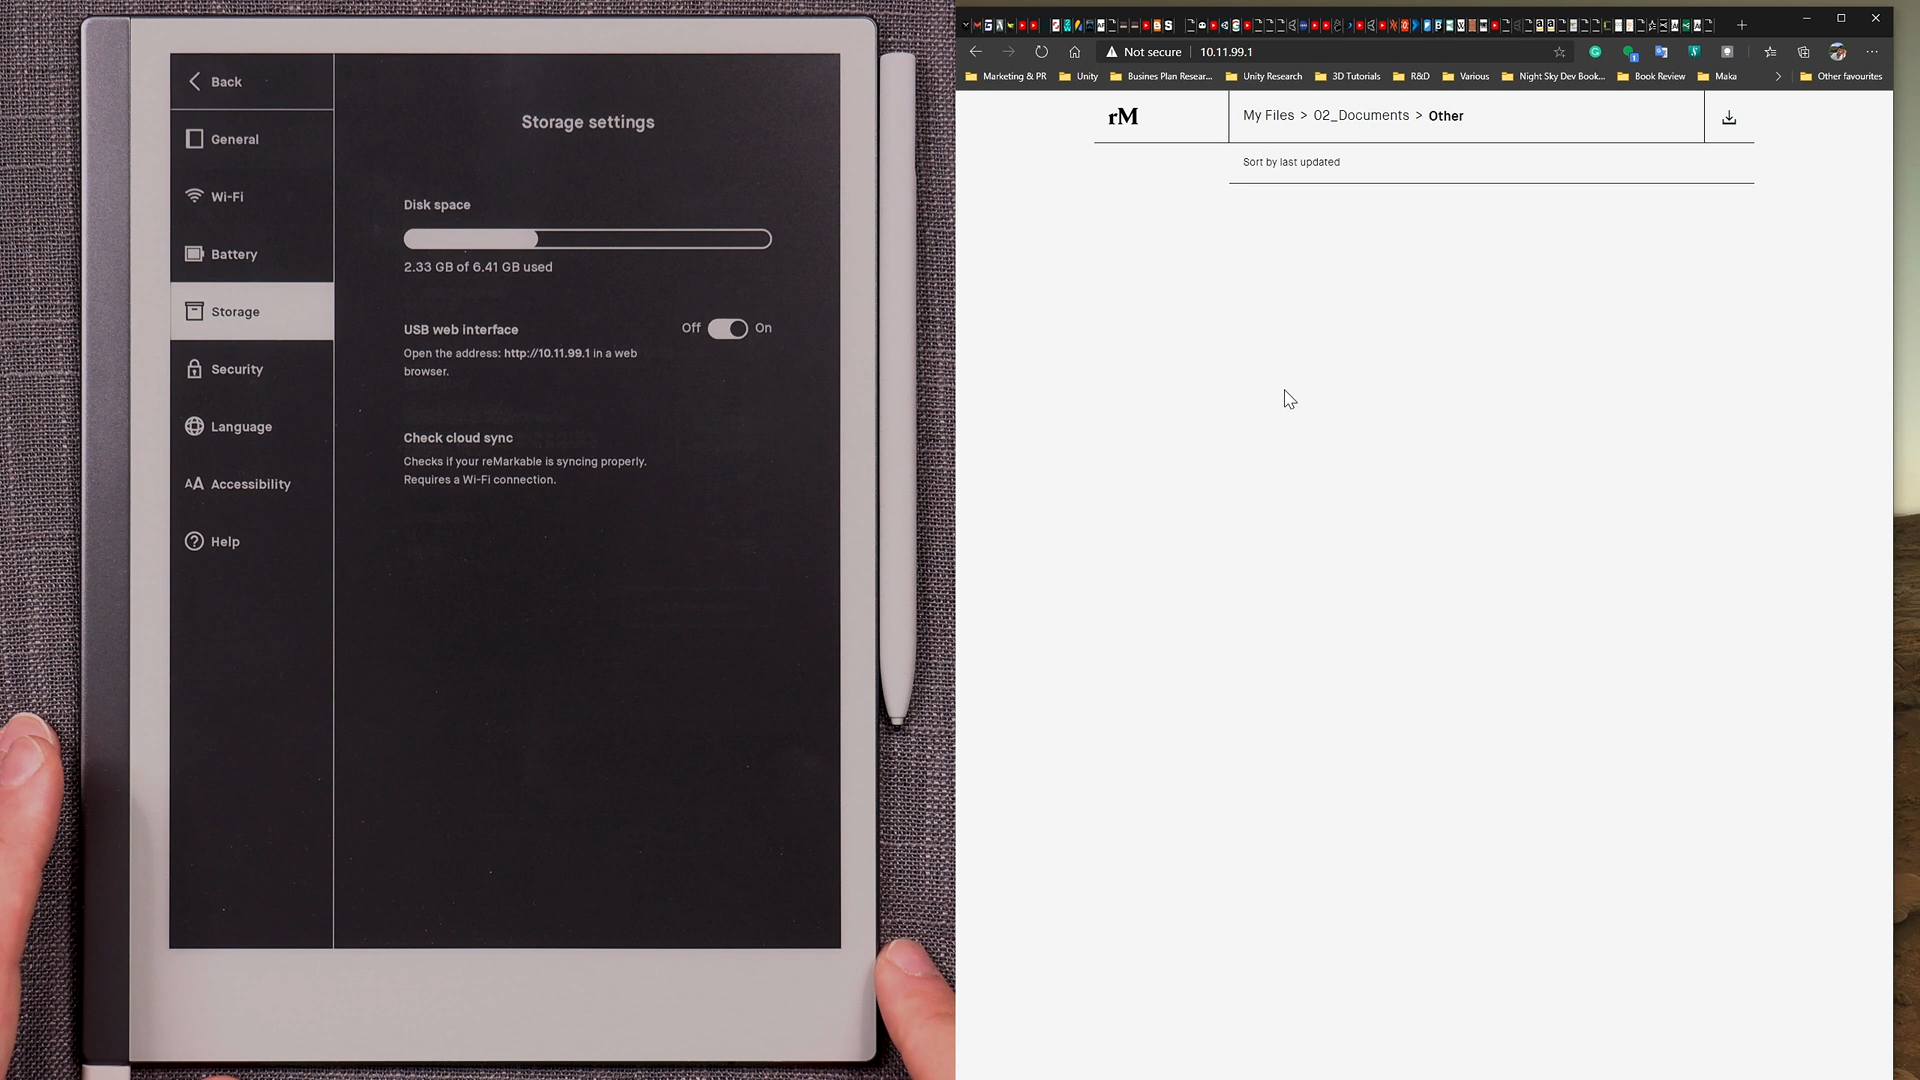 Back
General
Wi-Fi
Battery
Storage
Security
Language
AA Accessibility
Help
Storage settings
Disk space
2.33 GB of 6.41 GB used
USB web interface
Off On
Open the address: http://10.11.99.1 in a web
browser.
Check cloud sync
Checks if your reMarkable is syncing properly.
Requires a Wi-Fi connection.
Not secure 10.11.99.1
Marketing & PR Unity Busines Plan Resear... Unity Research 3D Tutorials R&D Various Night Sky Dev Book... Book Review Maka Other favourites
rM My Files > 02_Documents > Other
Sort by last updated